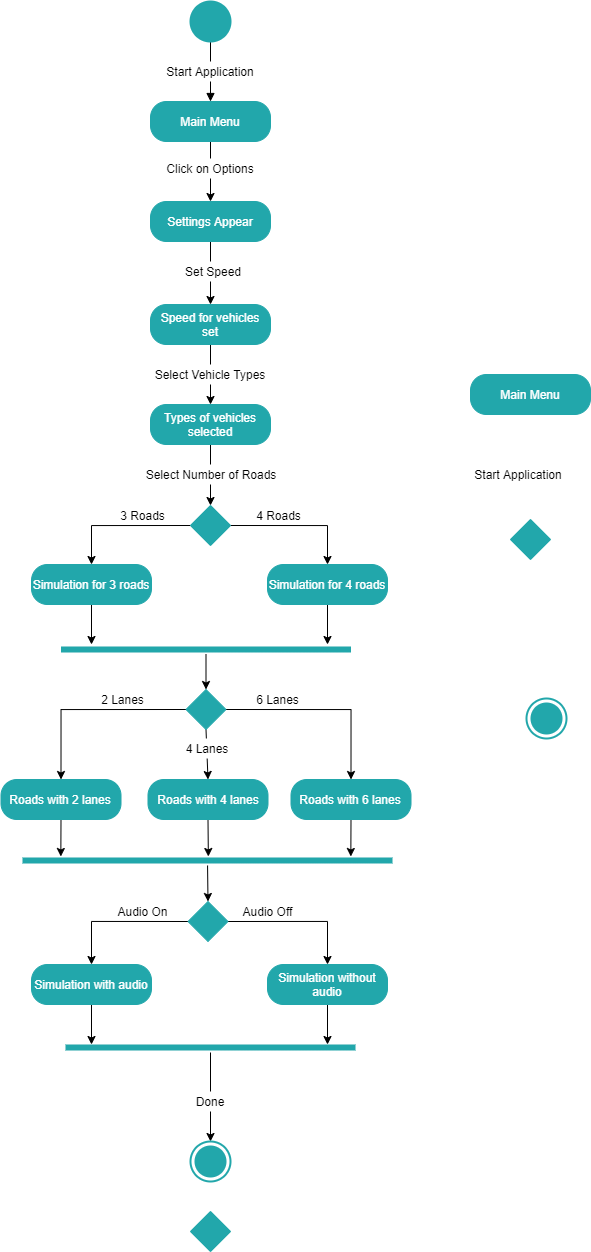 Start Application
Main Menu
Click on Options
Settings Appear
Set Speed
Speed for vehicles
set
Select Vehicle Types
Types of vehicles
selected
Main Menu
Select Number of Roads
Start Application
3 Roads
4 Roads
Simulation for 3 roads
Simulation for 4 roads
2 Lanes
6 Lanes
4 Lanes
Roads with 2 lanes
Roads with 4 lanes
Roads with 6 lanes
Audio On
Audio Off
Simulation with audio
Simulation without
audio
Done